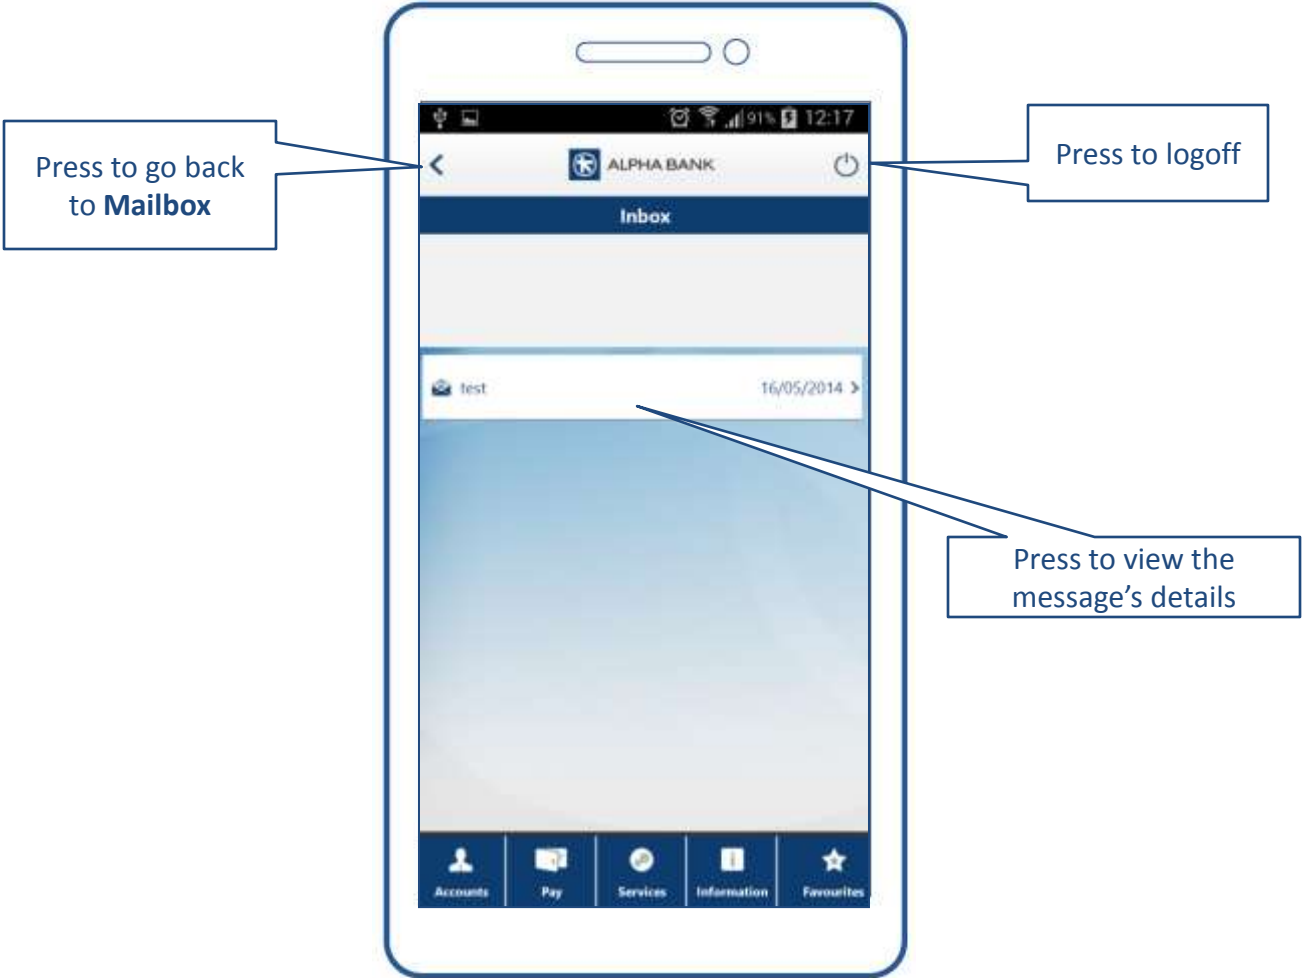 91% 12:17
Press to go back
to Mailbox
ALPHA BANK
Press to logoff
Inbox
test 16/05/2014
Press to view the
message’s details
Accounts Pay Services Information Favourites